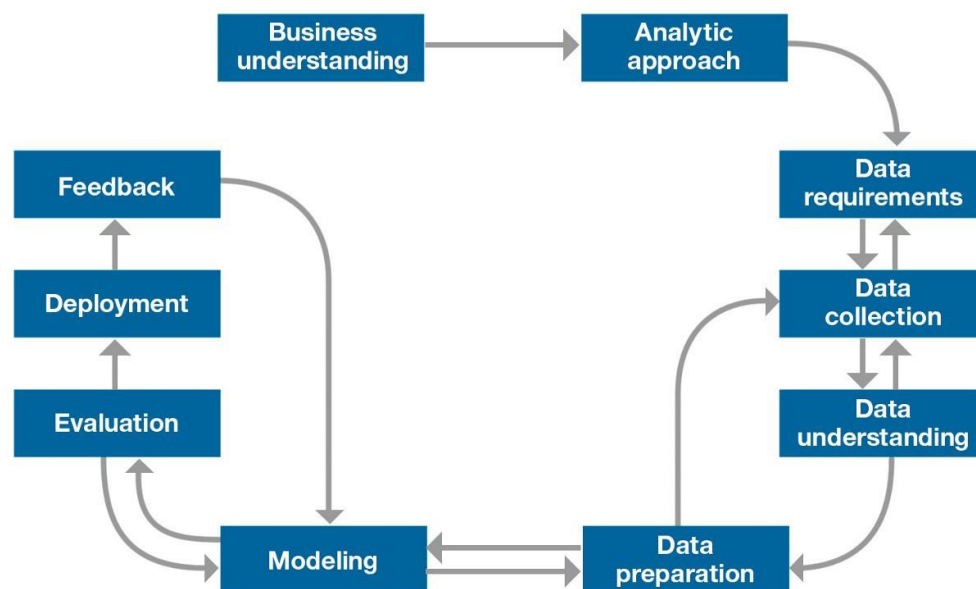 Business
understanding
Analytic
approach
Data
requirements
Data
collection
Data
understanding
Data
preparation
Modeling
Evaluation
Deployment
Feedback